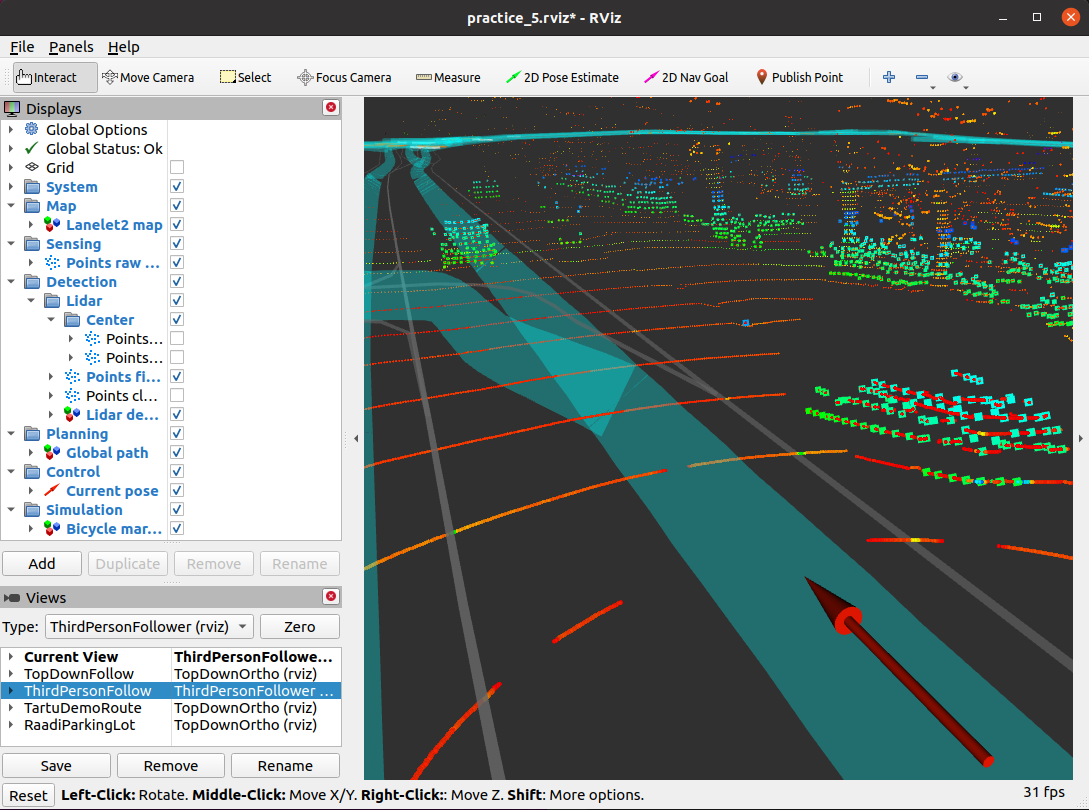 practice_5.rviz* - RViz
File Panels Help
Interact Move Camera Select Focus Camera Measure 2D Pose Estimate 2D Nav Goal Publish Point
Displays
Global Options
Global Status: Ok
Grid
System
Map
Lanelet2 map
Sensing
Points raw ...
Detection
Lidar
Center
Points...
Points...
Points fi...
Points cl...
Lidar de...
Planning
Global path
Control
Current pose
Simulation
Bicycle mar...
Add Duplicate Remove Rename
Views
Type: ThirdPersonFollower (rviz) Zero
Current View ThirdPersonFollowe...
TopDownFollow TopDownOrtho (rviz)
ThirdPersonFollow ThirdPersonFollower ...
TartuDemoRoute TopDownOrtho (rviz)
RaadiParkingLot TopDownOrtho (rviz)
Save Remove Rename
Reset Left-Click: Rotate. Middle-Click: Move X/Y. Right-Click:: Move Z. Shift: More options. 31 fps